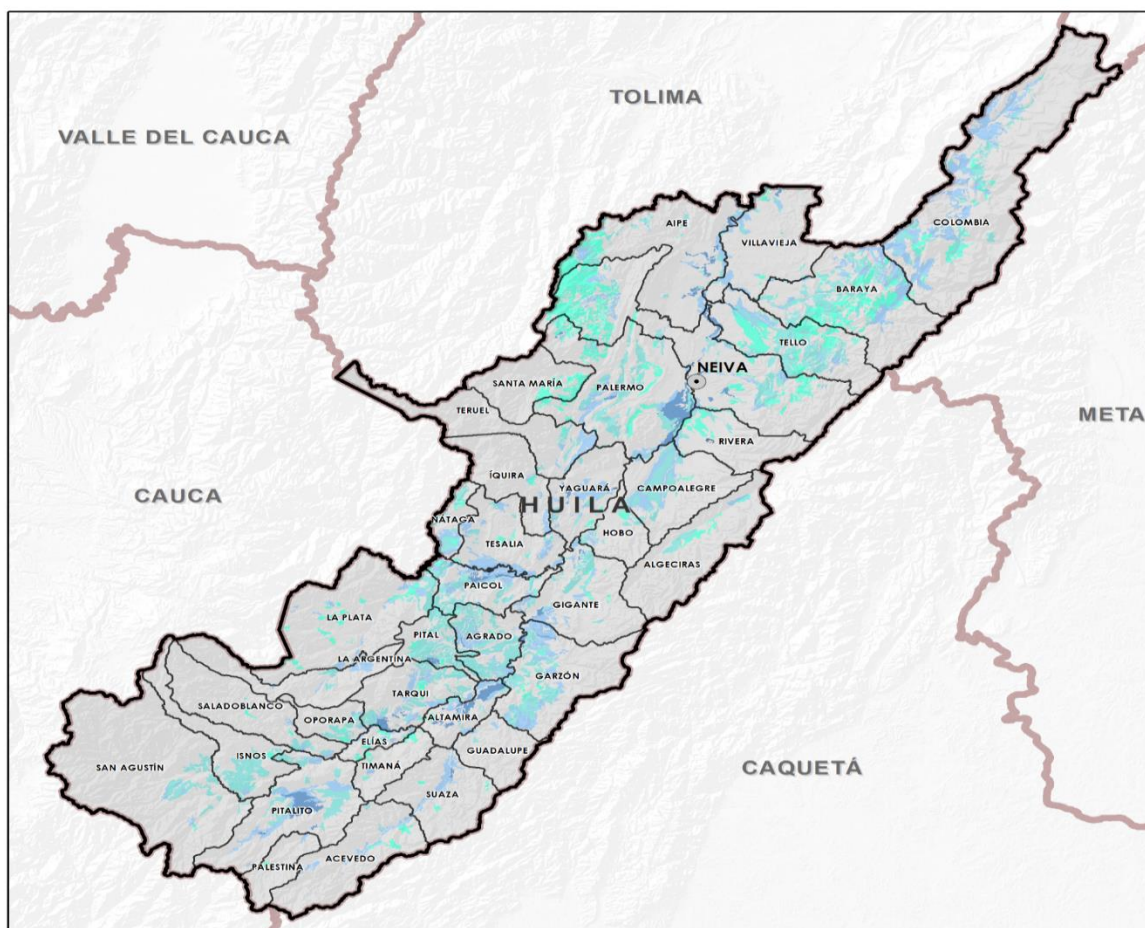 TOLIMA
VALLE DEL CAUCA
AIPE
COLOMBIA
VILLAVIEJA
BARAYA
TELLO
NEIVA
SANTA MARÍA
PALERMO
TERUEL
META
RIVERA
ÍQUIRA
YAGUARÁ
CAMPOALEGRE
CAUCA
HUILA
NÁTAGA
HOBO
TESALIA
ALGECIRAS
PAICOL
GIGANTE
LA PLATA
PITAL
AGRADO
LA ARGENTINA
GARZÓN
TARQUI
SALADOBLANCO
OPORAPA
ALTAMIRA
ELÍAS
GUADALUPE
ISNOS
TIMANÁ
SAN AGUSTÍN
CAQUETÁ
SUAZA
PITALITO
ACEVEDO
PALESTINA